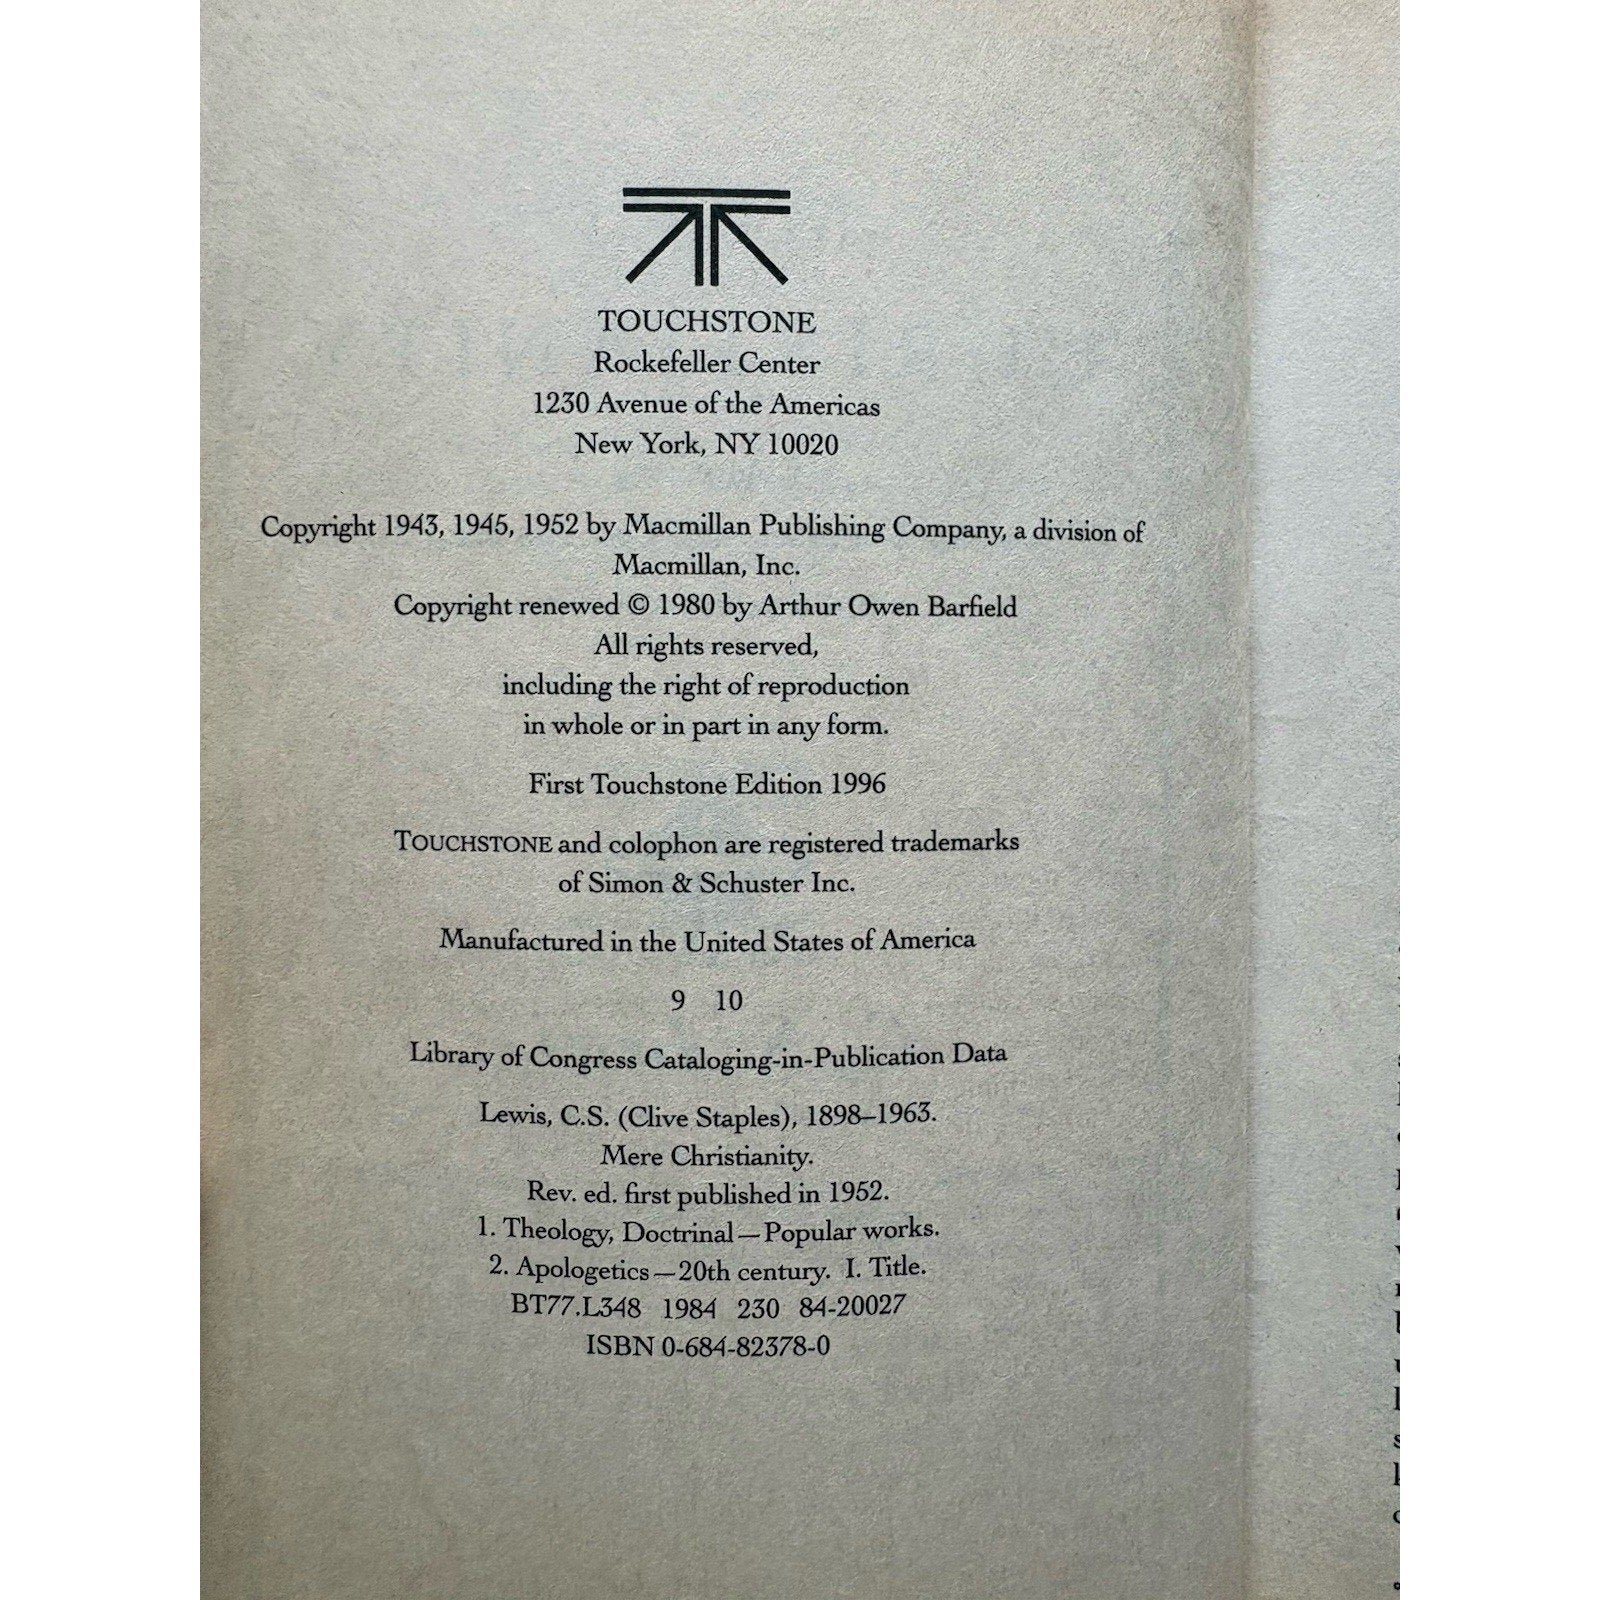 TOUCHSTONE
Rockefeller Center
1230 Avenue of the Americas
New York, NY 10020
Copyright 1943, 1945, 1952 by Macmillan Publishing Company, a division of
Macmillan, Inc.
Copyright renewed © 1980 by Arthur Owen Barfield
All rights reserved,
including the right of reproduction
in whole or in part in any form.
First Touchstone Edition 1996
TOUCHSTONE and colophon are registered trademarks
of Simon & Schuster Inc.
Manufactured in the United States of America
9 10
Library of Congress Cataloging-in-Publication Data
Lewis, C.S. (Clive Staples), 1898–1963.
Mere Christianity.
Rev. ed. first published in 1952.
1. Theology, Doctrinal—Popular works.
2. Apologetics—20th century. I. Title.
BT77.L348 1984 230 84-20027
ISBN 0-684-82378-0